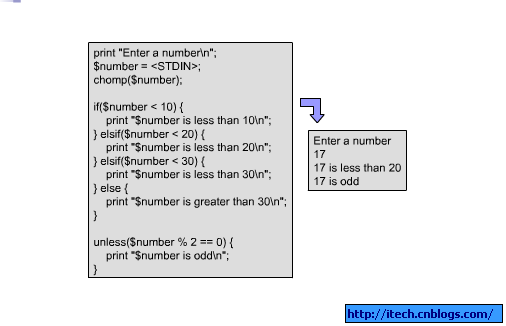 print "Enter a number\n";
$number = <STDIN>;
chomp($number);
if($number < 10) {
print "$number is less than 10\n";
} elsif($number < 20) {
print "$number is less than 20\n";
} elsif($number < 30) {
print "$number is less than 30\n";
} else {
print "$number is greater than 30\n";
}
unless($number % 2 == 0) {
print "$number is odd\n";
}
Enter a number
17
17 is less than 20
17 is odd
http://itech.cnblogs.com/